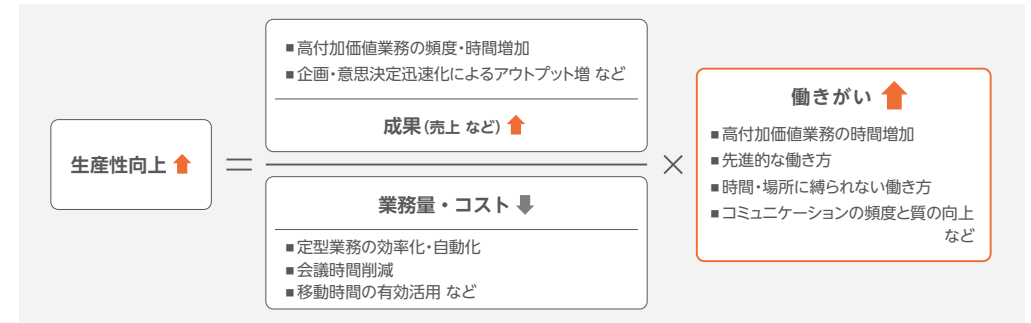 生産性向上
＝
■高付加価値業務の頻度・時間増加
■企画・意思決定迅速化によるアウトプット増 など
成果(売上 など)
業務量・コスト
■定型業務の効率化・自動化
■会議時間削減
■移動時間の有効活用 など
×
働きがい
■高付加価値業務の時間増加
■先進的な働き方
■時間・場所に縛られない働き方
■コミュニケーションの頻度と質の向上
など